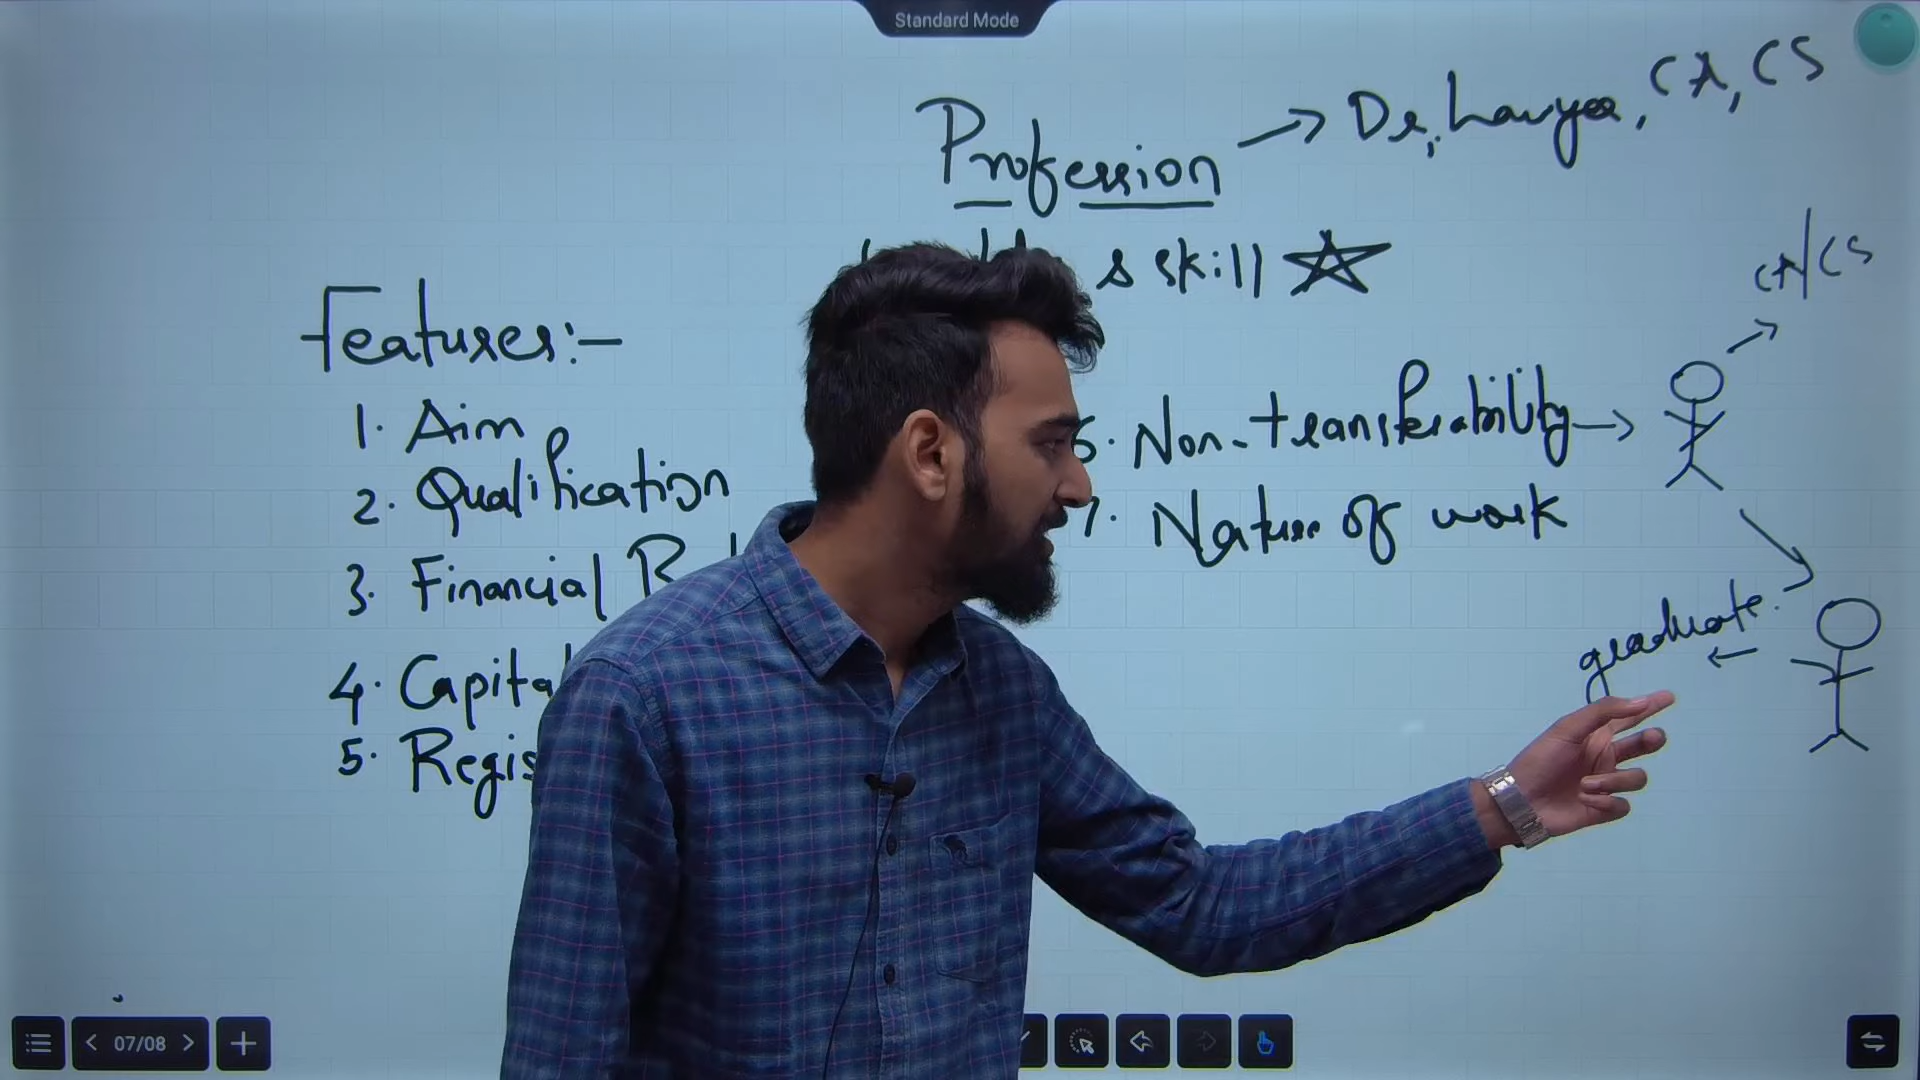 Standard Mode
Profession → Dr, Lawyer, CA, CS
s skill
CA/CS
Features:-
1. Aim
2. Qualification
3. Financial R
4. Capita
5. Regis
6. Non-transferability →
7. Nature of work
graduate.
07/08